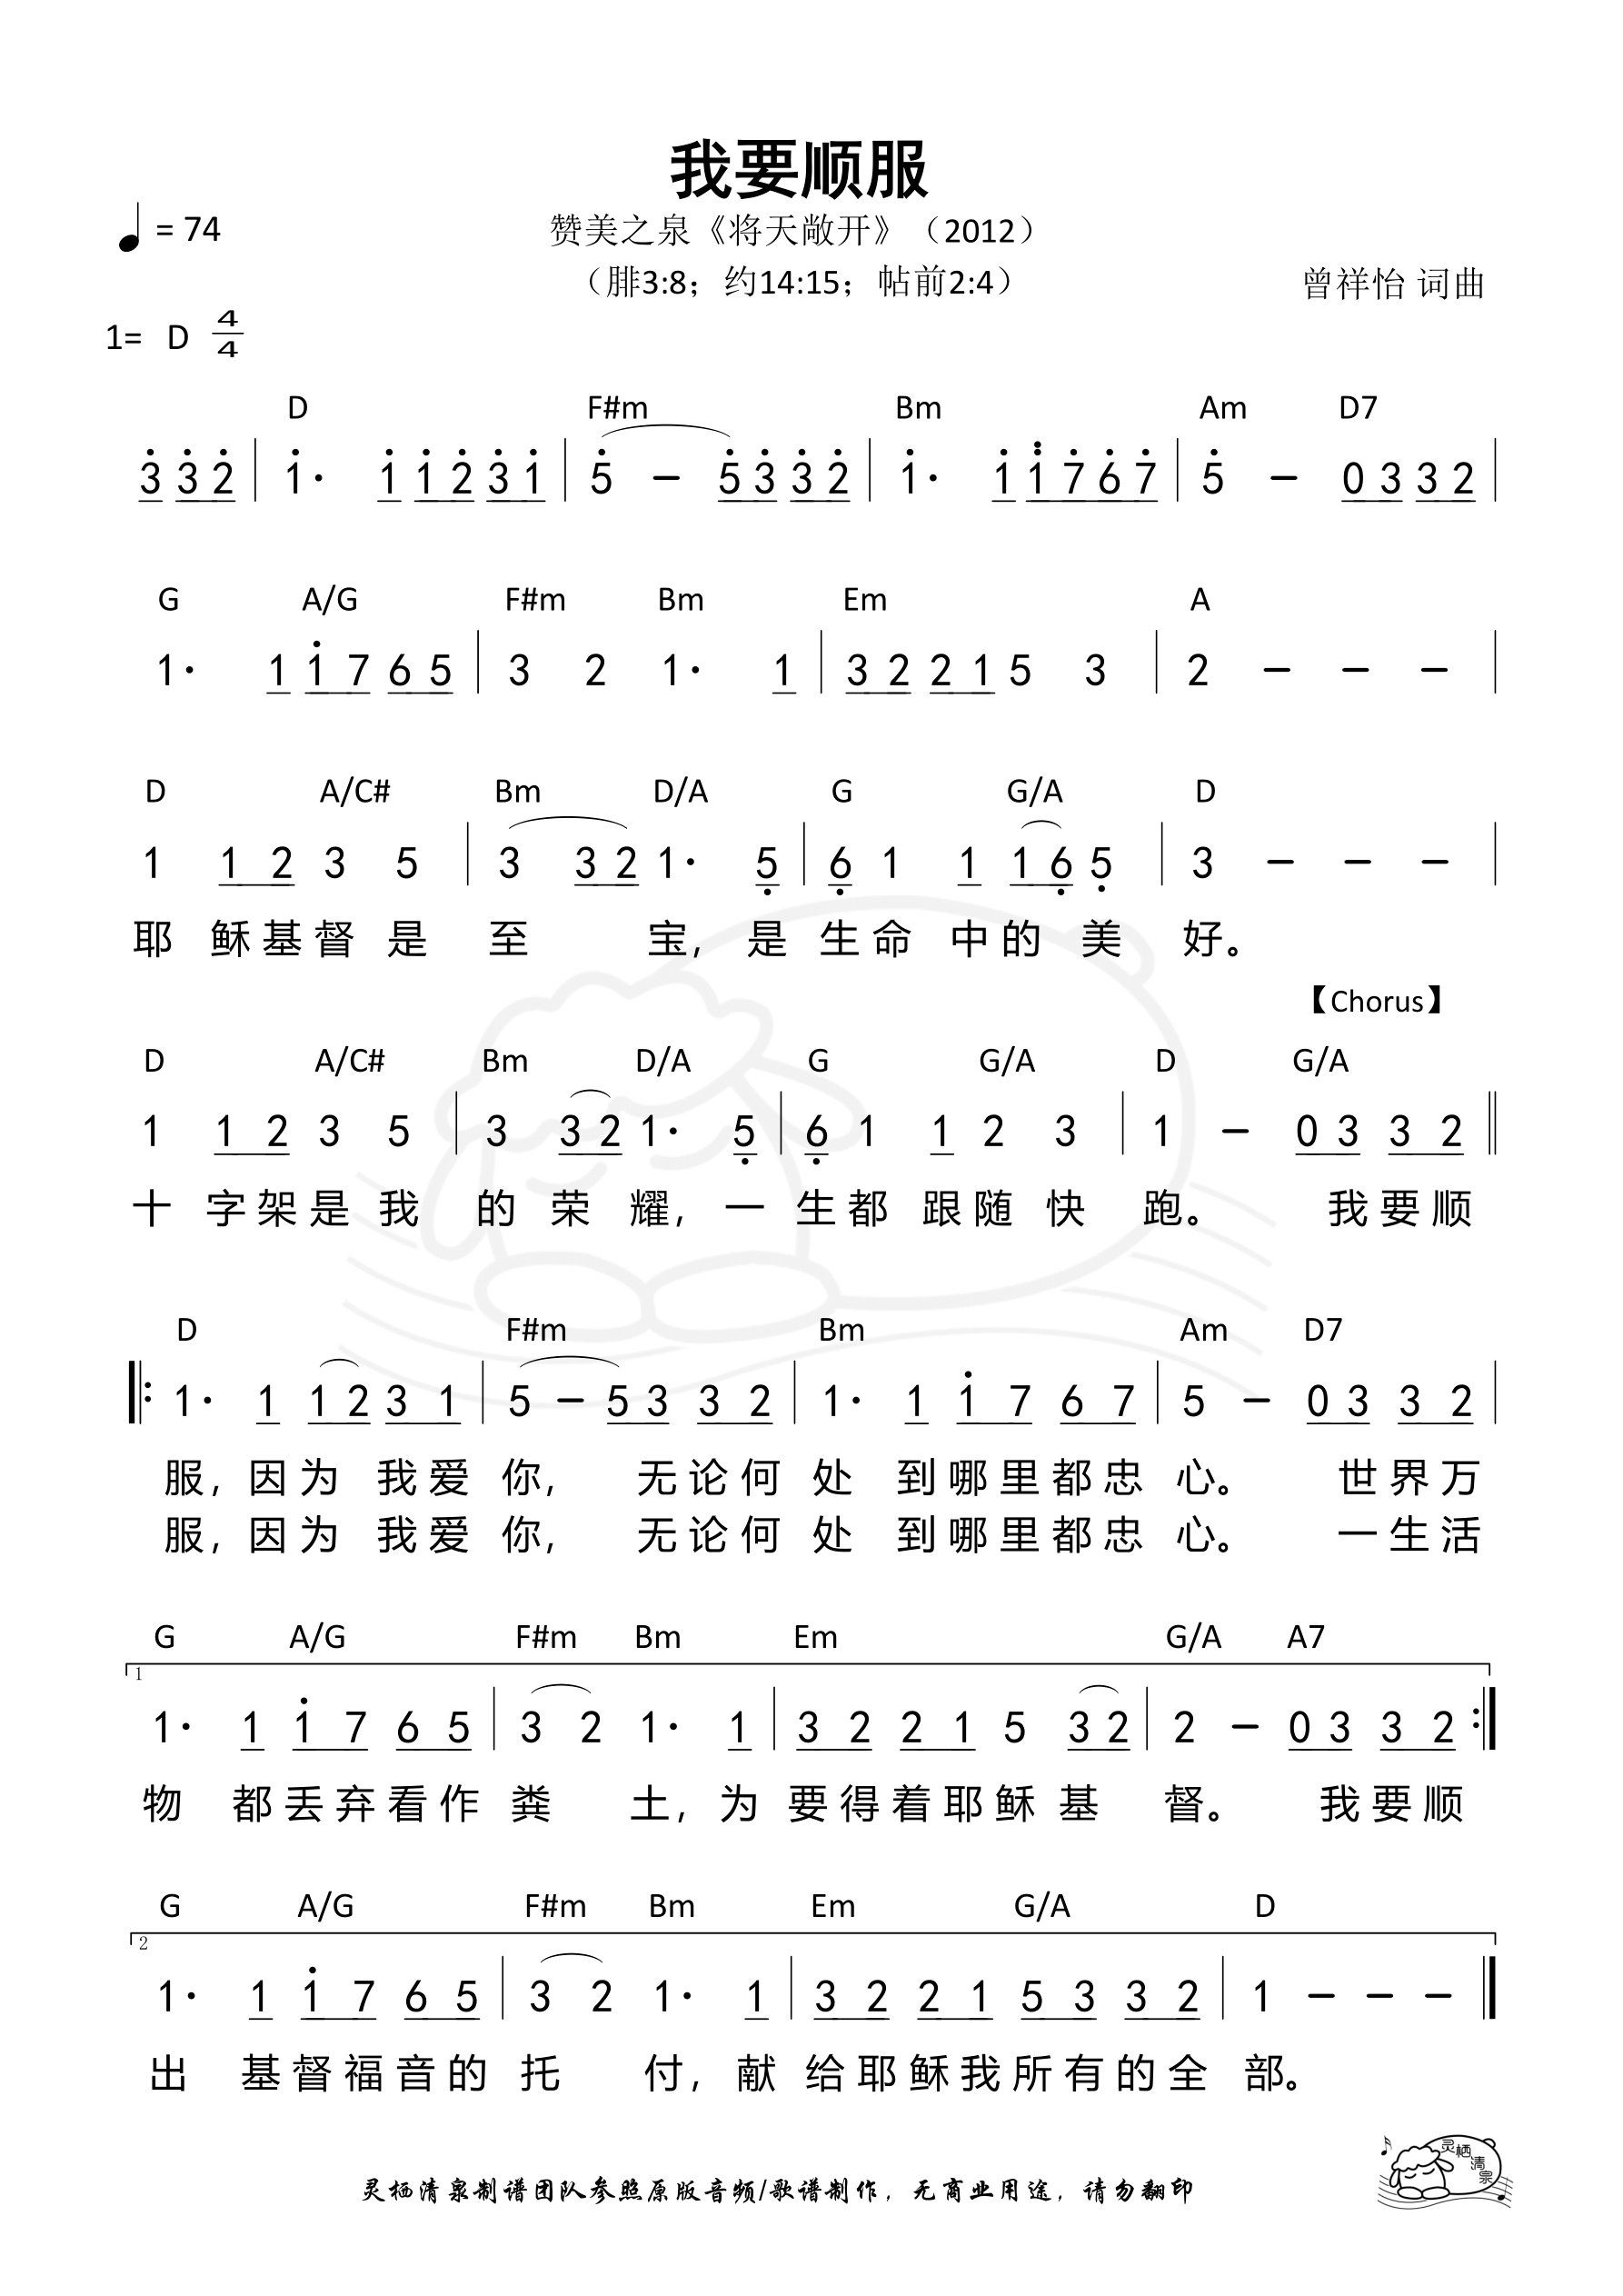 我要顺服
= 74
赞美之泉《将天敞开》（2012）
（腓3:8；约14:15；帖前2:4）
曾祥怡 词曲
1= D 4/4
D F#m Bm Am D7
3 3 2 | 1· 1 1 2 3 1 | 5 – 5 3 3 2 | 1· 1 1 7 6 7 | 5 – 0 3 3 2 |
G A/G F#m Bm Em A
1· 1 1 7 6 5 | 3 2 1· 1 | 3 2 2 1 5 3 | 2 – – – |
D A/C# Bm D/A G G/A D
1 1 2 3 5 | 3 3 2 1· 5 | 6 1 1 1 6 5 | 3 – – – |
耶 稣 基 督 是 至 宝, 是 生 命 中 的 美 好。
【Chorus】
D A/C# Bm D/A G G/A D G/A
1 1 2 3 5 | 3 3 2 1· 5 | 6 1 1 2 3 | 1 – 0 3 3 2 ||
十 字 架 是 我 的 荣 耀, 一 生 都 跟 随 快 跑。 我 要 顺
D F#m Bm Am D7
||: 1· 1 1 2 3 1 | 5 – 5 3 3 2 | 1· 1 1 7 6 7 | 5 – 0 3 3 2 |
服, 因 为 我 爱 你, 无 论 何 处 到 哪 里 都 忠 心。 世 界 万
服, 因 为 我 爱 你, 无 论 何 处 到 哪 里 都 忠 心。 一 生 活
G A/G F#m Bm Em G/A A7
1
1· 1 1 7 6 5 | 3 2 1· 1 | 3 2 2 1 5 3 2 | 2 – 0 3 3 2 :||
物 都 丢 弃 看 作 粪 土, 为 要 得 着 耶 稣 基 督。 我 要 顺
G A/G F#m Bm Em G/A D
2
1· 1 1 7 6 5 | 3 2 1· 1 | 3 2 2 1 5 3 3 2 | 1 – – – ||
出 基 督 福 音 的 托 付, 献 给 耶 稣 我 所 有 的 全 部。
灵栖清泉
灵栖清泉制谱团队参照原版音频/歌谱制作，无商业用途，请勿翻印